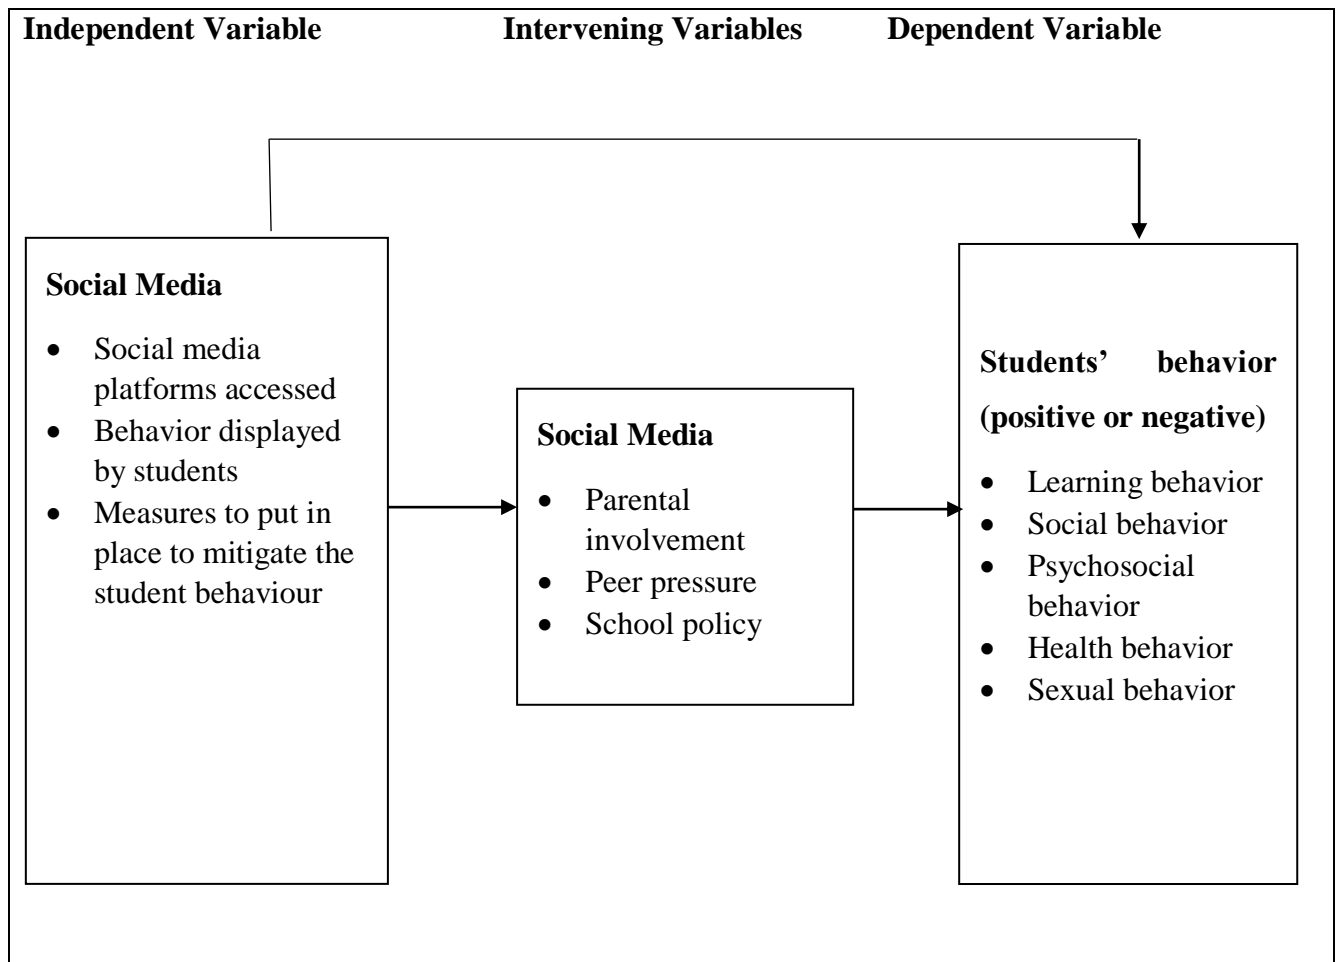 Independent Variable
Intervening Variables
Dependent Variable
Social Media
• Social media
platforms accessed
• Behavior displayed
by students
• Measures to put in
place to mitigate the
student behaviour
Social Media
• Parental
involvement
• Peer pressure
• School policy
Students’ behavior
(positive or negative)
• Learning behavior
• Social behavior
• Psychosocial
behavior
• Health behavior
• Sexual behavior